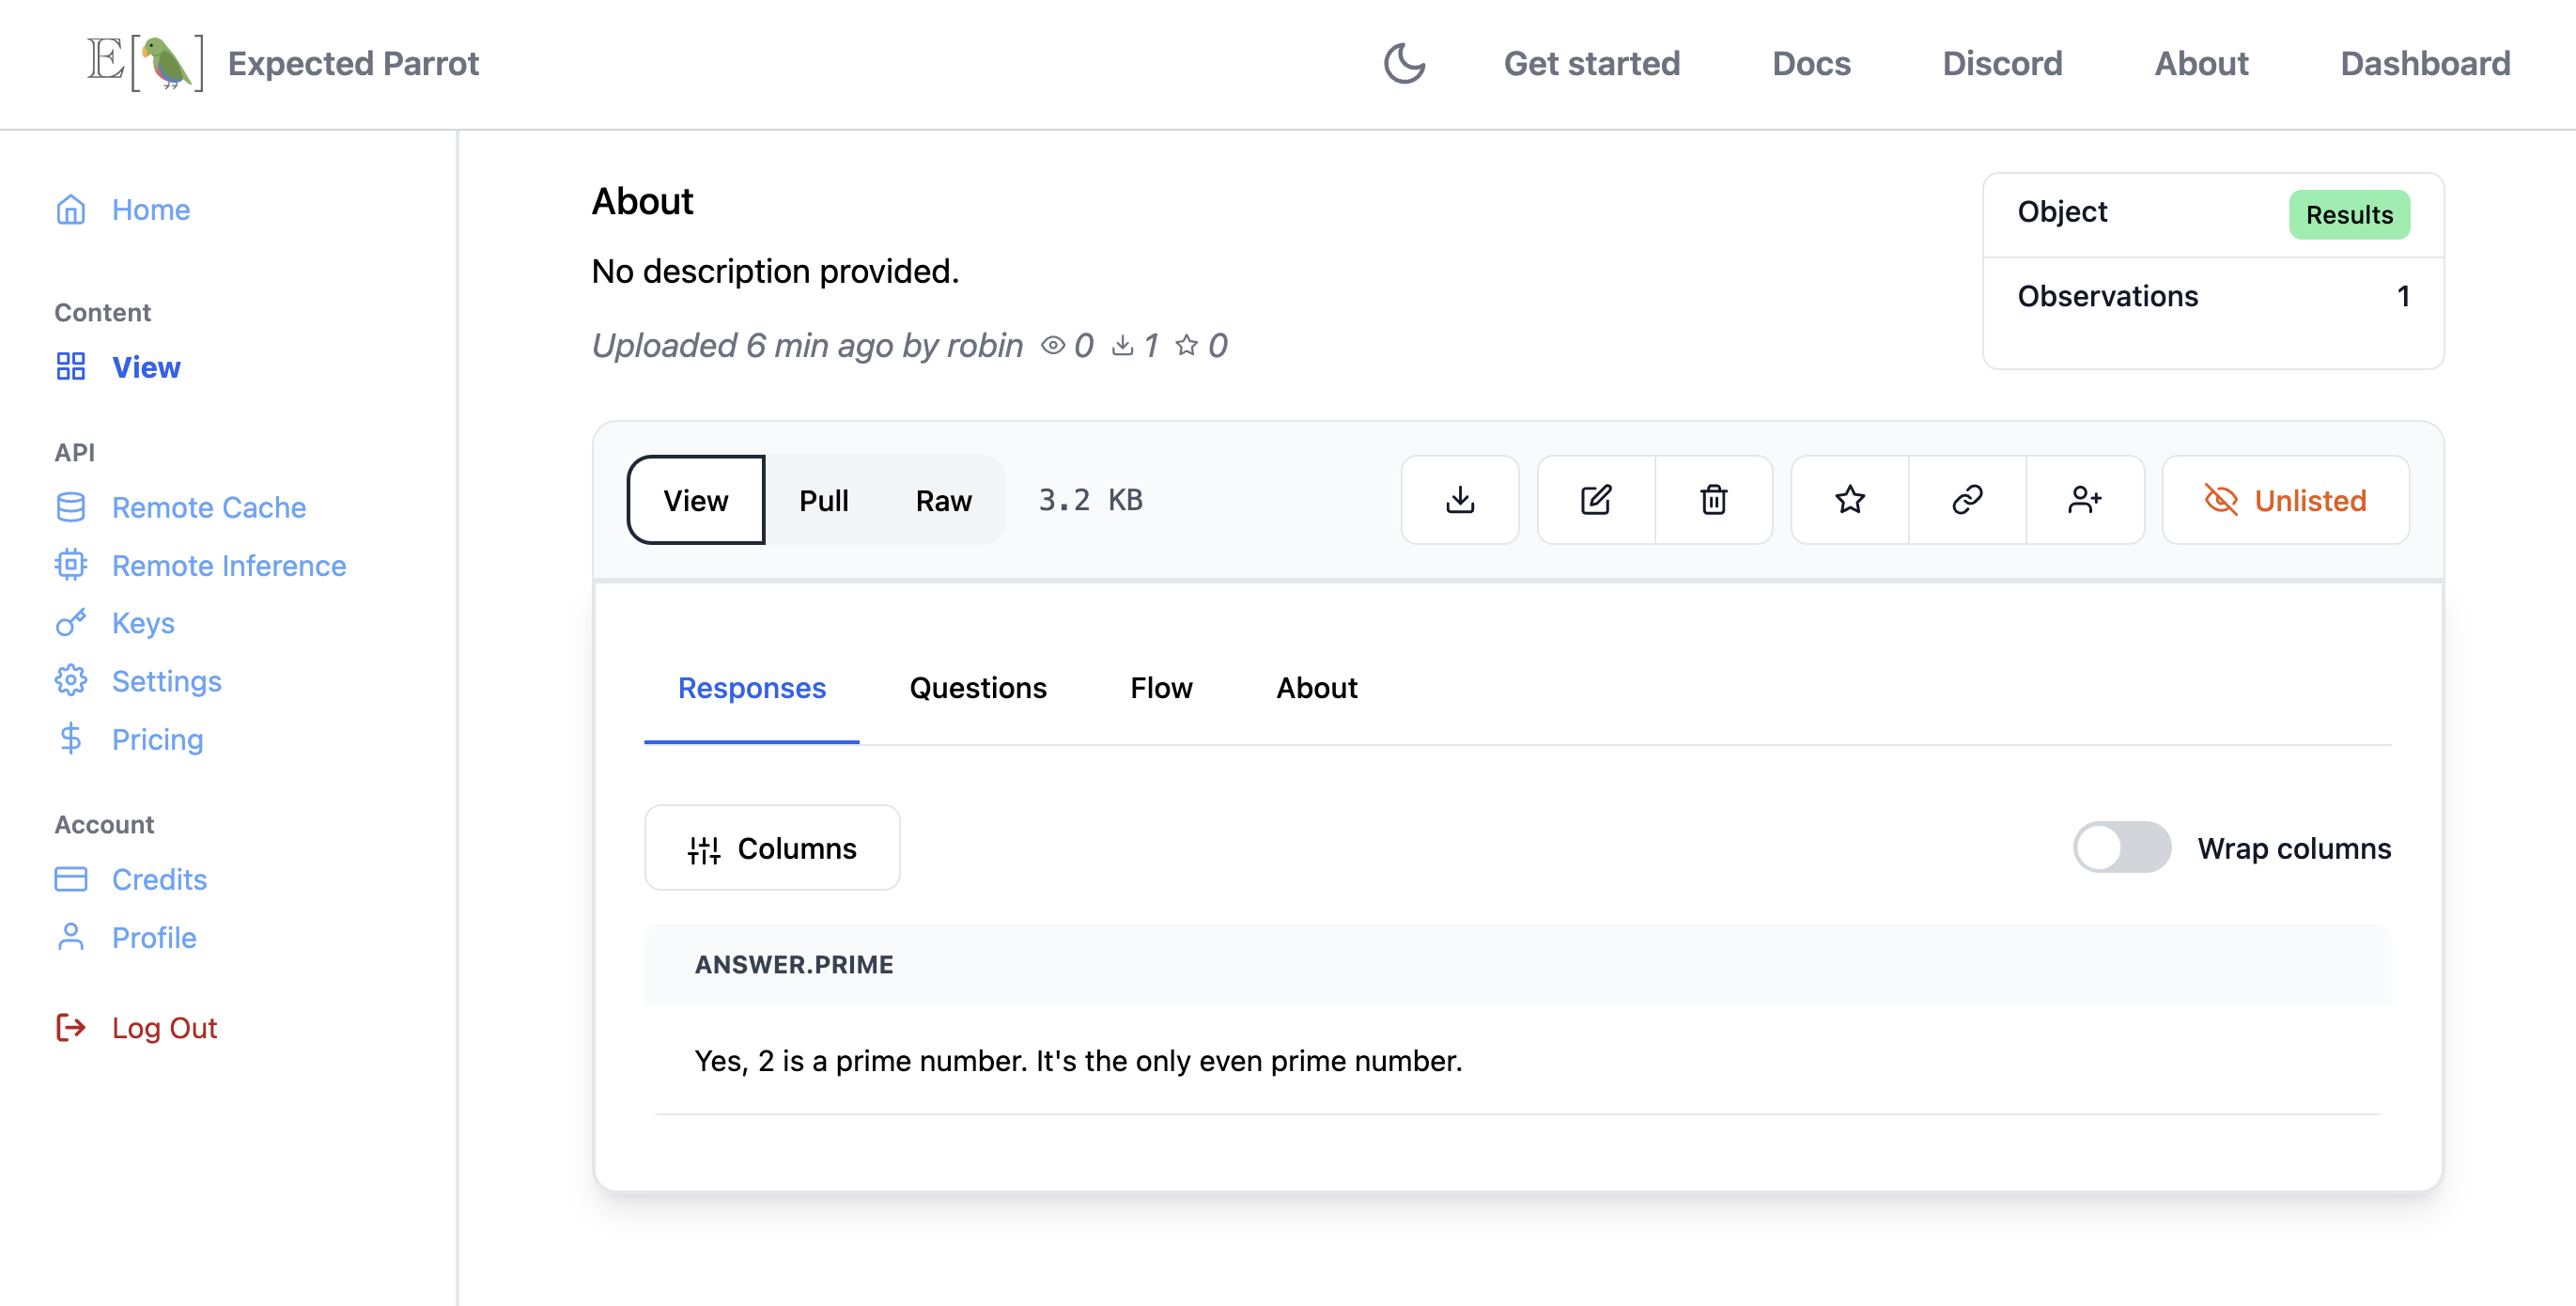 E[ ] Expected Parrot
Get started
Docs
Discord
About
Dashboard
Home
Content
View
API
Remote Cache
Remote Inference
Keys
Settings
Pricing
Account
Credits
Profile
Log Out
About
No description provided.
Uploaded 6 min ago by robin 0 1 0
Object Results
Observations 1
View Pull Raw 3.2 KB
Unlisted
Responses Questions Flow About
Columns
Wrap columns
ANSWER.PRIME
Yes, 2 is a prime number. It's the only even prime number.